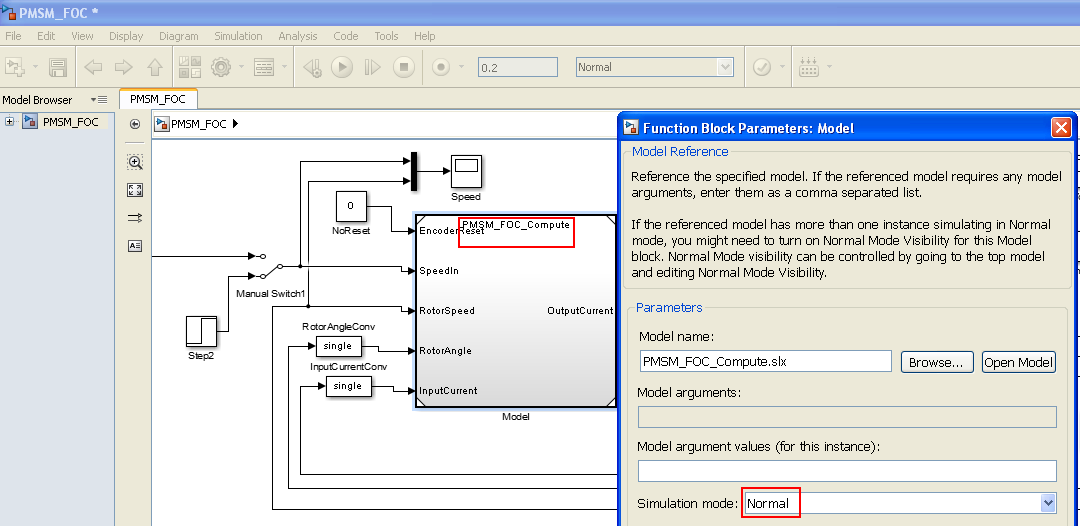 PMSM_FOC *
File Edit View Display Diagram Simulation Analysis Code Tools Help
0.2
Normal
Model Browser
PMSM_FOC
PMSM_FOC
PMSM_FOC
Speed
0
NoReset
PMSM_FOC_Compute
EncoderReset
SpeedIn
Manual Switch1
RotorSpeed
OutputCurrent
RotorAngleConv
Step2
single
RotorAngle
InputCurrentConv
single
InputCurrent
Model
Function Block Parameters: Model
Model Reference
Reference the specified model. If the referenced model requires any model
arguments, enter them as a comma separated list.
If the referenced model has more than one instance simulating in Normal
mode, you might need to turn on Normal Mode Visibility for this Model
block. Normal Mode visibility can be controlled by going to the top model
and editing Normal Mode Visibility.
Parameters
Model name:
PMSM_FOC_Compute.slx
Browse...
Open Model
Model arguments:
Model argument values (for this instance):
Simulation mode: Normal